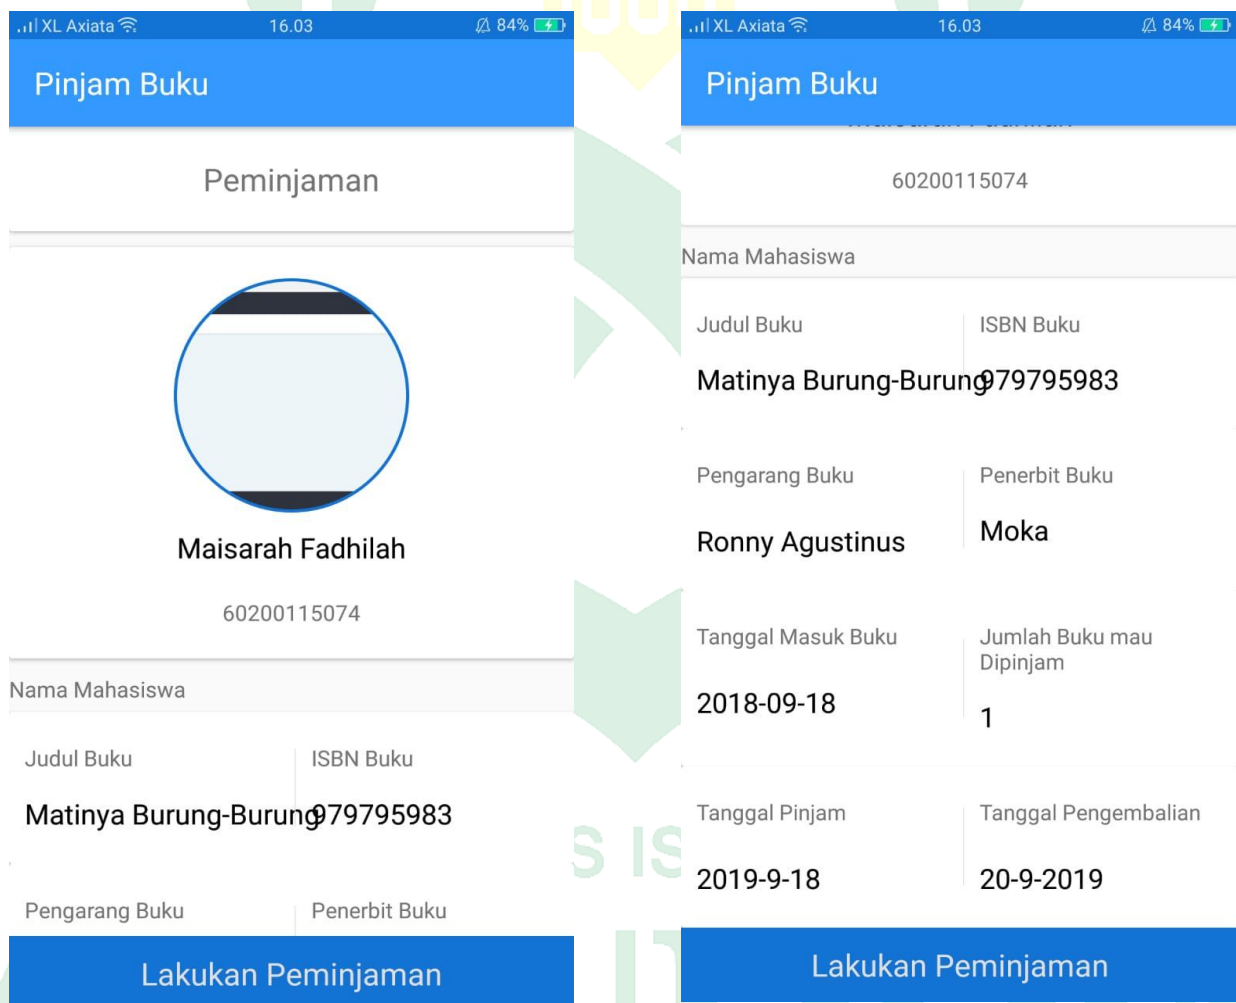 XL Axiata 16.03 84%
Pinjam Buku
Peminjaman
Maisarah Fadhilah
60200115074
Nama Mahasiswa
Judul Buku ISBN Buku
Matinya Burung-Burung 979795983
Pengarang Buku Penerbit Buku
Lakukan Peminjaman
XL Axiata 16.03 84%
Pinjam Buku
60200115074
Nama Mahasiswa
Judul Buku ISBN Buku
Matinya Burung-Burung 979795983
Pengarang Buku Penerbit Buku
Ronny Agustinus Moka
Tanggal Masuk Buku Jumlah Buku mau
Dipinjam
2018-09-18 1
Tanggal Pinjam Tanggal Pengembalian
2019-9-18 20-9-2019
Lakukan Peminjaman
S IS